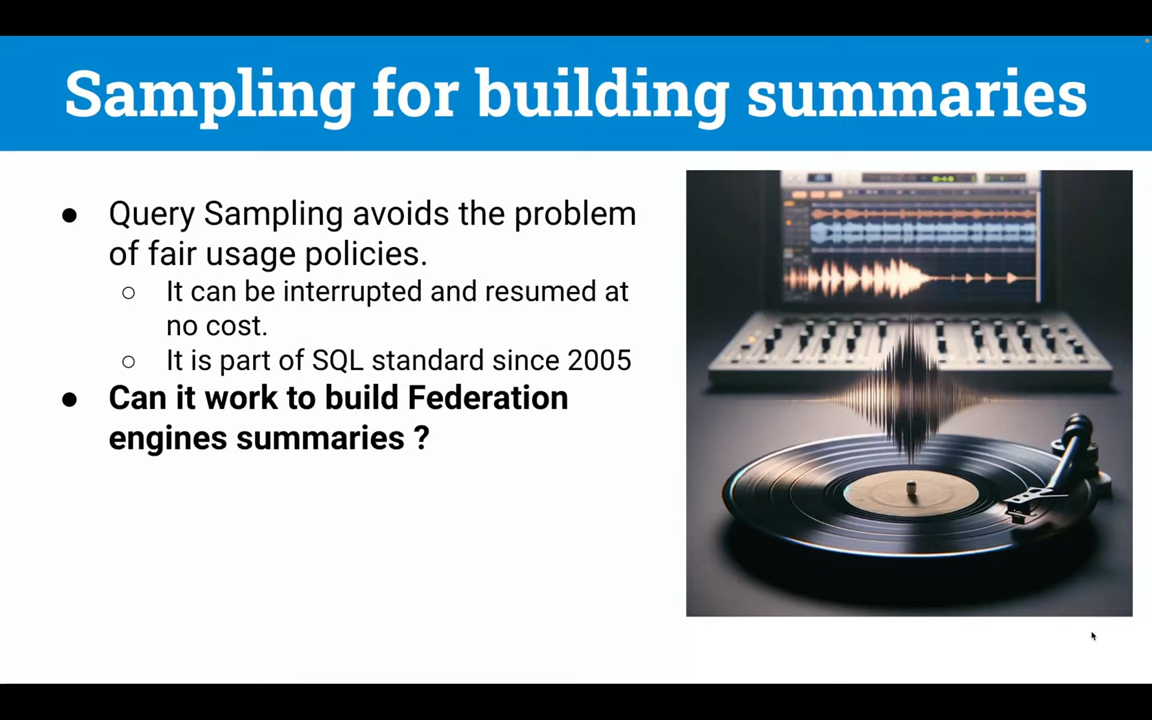 Sampling for building summaries
● Query Sampling avoids the problem
of fair usage policies.
○ It can be interrupted and resumed at
no cost.
○ It is part of SQL standard since 2005
● Can it work to build Federation
engines summaries ?